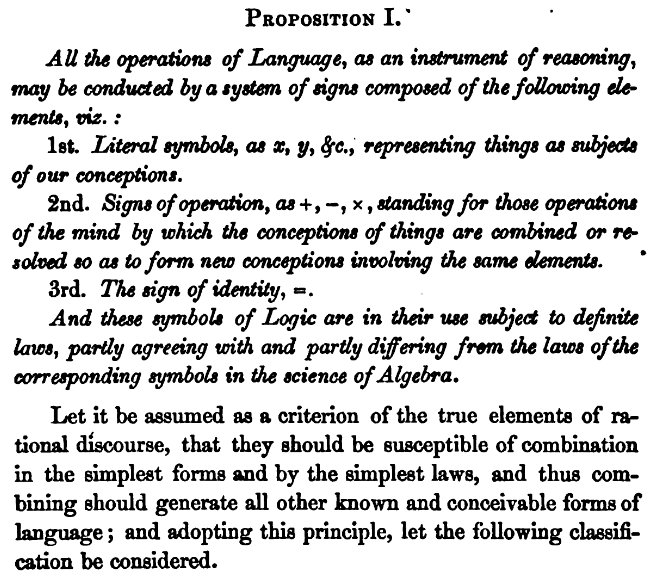 PROPOSITION I.
All the operations of Language, as an instrument of reasoning,
may be conducted by a system of signs composed of the following ele-
ments, viz. :
1st. Literal symbols, as x, y, &c., representing things as subjects
of our conceptions.
2nd. Signs of operation, as +, −, ×, standing for those operations
of the mind by which the conceptions of things are combined or re-
solved so as to form new conceptions involving the same elements.
3rd. The sign of identity, =.
And these symbols of Logic are in their use subject to definite
laws, partly agreeing with and partly differing from the laws of the
corresponding symbols in the science of Algebra.
Let it be assumed as a criterion of the true elements of ra-
tional discourse, that they should be susceptible of combination
in the simplest forms and by the simplest laws, and thus com-
bining should generate all other known and conceivable forms of
language ; and adopting this principle, let the following classifi-
cation be considered.